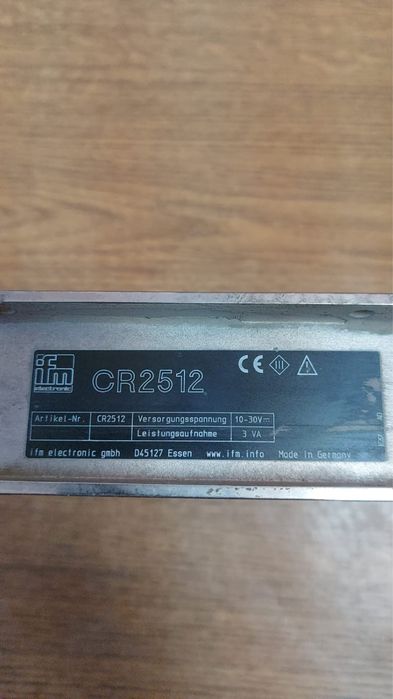 ifm
electronic
CR2512
CE III
Artikel-Nr. CR2512 Versorgungsspannung 10-30V
Leistungsaufnahme 3 VA
ifm electronic gmbh D45127 Essen www.ifm.info Made in Germany